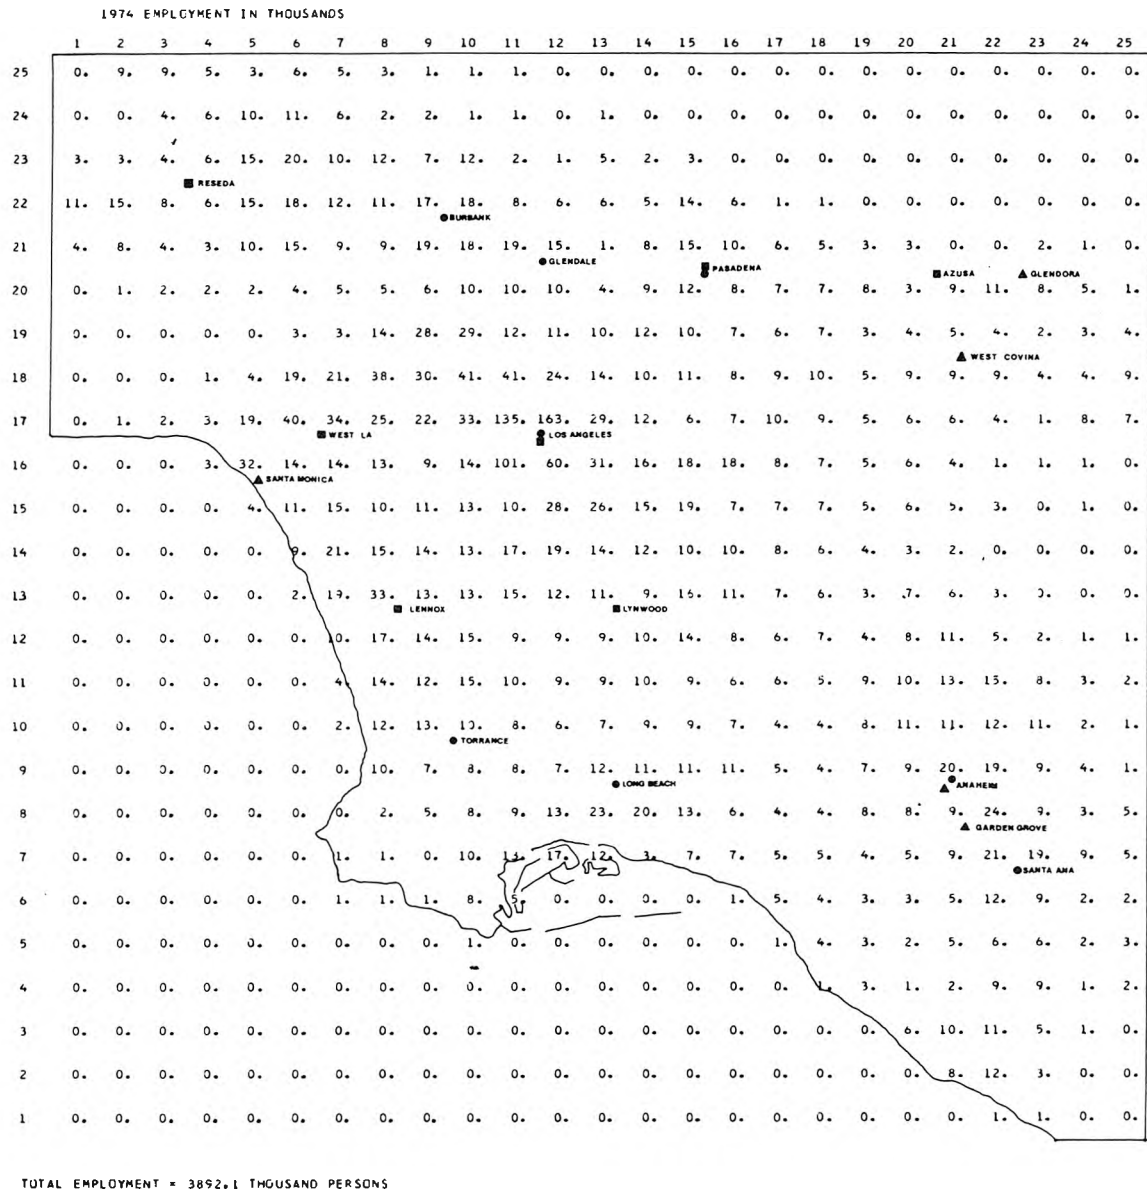 1974 EMPLOYMENT IN THOUSANDS
1 2 3 4 5 6 7 8 9 10 11 12 13 14 15 16 17 18 19 20 21 22 23 24 25
25 0. 9. 9. 5. 3. 6. 5. 3. 1. 1. 1. 0. 0. 0. 0. 0. 0. 0. 0. 0. 0. 0. 0. 0. 0.
24 0. 0. 4. 6. 10. 11. 6. 2. 2. 1. 1. 0. 1. 0. 0. 0. 0. 0. 0. 0. 0. 0. 0. 0. 0.
23 3. 3. 4. 6. 15. 20. 10. 12. 7. 12. 2. 1. 5. 2. 3. 0. 0. 0. 0. 0. 0. 0. 0. 0. 0.
RESEDA
22 11. 15. 8. 6. 15. 18. 12. 11. 17. 18. 8. 6. 6. 5. 14. 6. 1. 1. 0. 0. 0. 0. 0. 0. 0.
BURBANK
21 4. 8. 4. 3. 10. 15. 9. 9. 19. 18. 19. 15. 1. 8. 15. 10. 6. 5. 3. 3. 0. 0. 2. 1. 0.
GLENDALE PASADENA AZUSA GLENDORA
20 0. 1. 2. 2. 2. 4. 5. 5. 6. 10. 10. 10. 4. 9. 12. 8. 7. 7. 8. 3. 9. 11. 8. 5. 1.
19 0. 0. 0. 0. 0. 3. 3. 14. 28. 29. 12. 11. 10. 12. 10. 7. 6. 7. 3. 4. 5. 4. 2. 3. 4.
WEST COVINA
18 0. 0. 0. 1. 4. 19. 21. 38. 30. 41. 41. 24. 14. 10. 11. 8. 9. 10. 5. 9. 9. 9. 4. 4. 9.
17 0. 1. 2. 3. 19. 40. 34. 25. 22. 33. 135. 163. 29. 12. 6. 7. 10. 9. 5. 6. 6. 4. 1. 8. 7.
WEST LA LOS ANGELES
16 0. 0. 0. 3. 32. 14. 14. 13. 9. 14. 101. 60. 31. 16. 18. 18. 8. 7. 5. 6. 4. 1. 1. 1. 0.
SANTA MONICA
15 0. 0. 0. 0. 4. 11. 15. 10. 11. 13. 10. 28. 26. 15. 19. 7. 7. 7. 5. 6. 5. 3. 0. 1. 0.
14 0. 0. 0. 0. 0. 9. 21. 15. 14. 13. 17. 19. 14. 12. 10. 10. 8. 6. 4. 3. 2. 0. 0. 0. 0.
13 0. 0. 0. 0. 0. 2. 19. 33. 13. 13. 15. 12. 11. 9. 16. 11. 7. 6. 3. 7. 6. 3. 0. 0. 0.
LENNOX LYNWOOD
12 0. 0. 0. 0. 0. 0. 10. 17. 14. 15. 9. 9. 9. 10. 14. 8. 6. 7. 4. 8. 11. 5. 2. 1. 1.
11 0. 0. 0. 0. 0. 0. 4. 14. 12. 15. 10. 9. 9. 10. 9. 6. 6. 5. 9. 10. 13. 15. 8. 3. 2.
10 0. 0. 0. 0. 0. 0. 2. 12. 13. 10. 8. 6. 7. 9. 9. 7. 4. 4. 8. 11. 11. 12. 11. 2. 1.
TORRANCE
9 0. 0. 0. 0. 0. 0. 0. 10. 7. 8. 8. 7. 12. 11. 11. 11. 5. 4. 7. 9. 20. 19. 9. 4. 1.
LONG BEACH ANAHEIM
8 0. 0. 0. 0. 0. 0. 0. 2. 5. 8. 9. 13. 23. 20. 13. 6. 4. 4. 8. 8. 9. 24. 9. 3. 5.
GARDEN GROVE
7 0. 0. 0. 0. 0. 0. 1. 1. 0. 10. 13. 17. 12. 3. 7. 7. 5. 5. 4. 5. 9. 21. 19. 9. 5.
SANTA ANA
6 0. 0. 0. 0. 0. 0. 1. 1. 1. 8. 5. 0. 0. 0. 0. 1. 5. 4. 3. 3. 5. 12. 9. 2. 2.
5 0. 0. 0. 0. 0. 0. 0. 0. 0. 1. 0. 0. 0. 0. 0. 0. 1. 4. 3. 2. 5. 6. 6. 2. 3.
4 0. 0. 0. 0. 0. 0. 0. 0. 0. 0. 0. 0. 0. 0. 0. 0. 0. 1. 3. 1. 2. 9. 9. 1. 2.
3 0. 0. 0. 0. 0. 0. 0. 0. 0. 0. 0. 0. 0. 0. 0. 0. 0. 0. 0. 6. 10. 11. 5. 1. 0.
2 0. 0. 0. 0. 0. 0. 0. 0. 0. 0. 0. 0. 0. 0. 0. 0. 0. 0. 0. 0. 8. 12. 3. 0. 0.
1 0. 0. 0. 0. 0. 0. 0. 0. 0. 0. 0. 0. 0. 0. 0. 0. 0. 0. 0. 0. 0. 1. 1. 0. 0.
TOTAL EMPLOYMENT = 3892.1 THOUSAND PERSONS